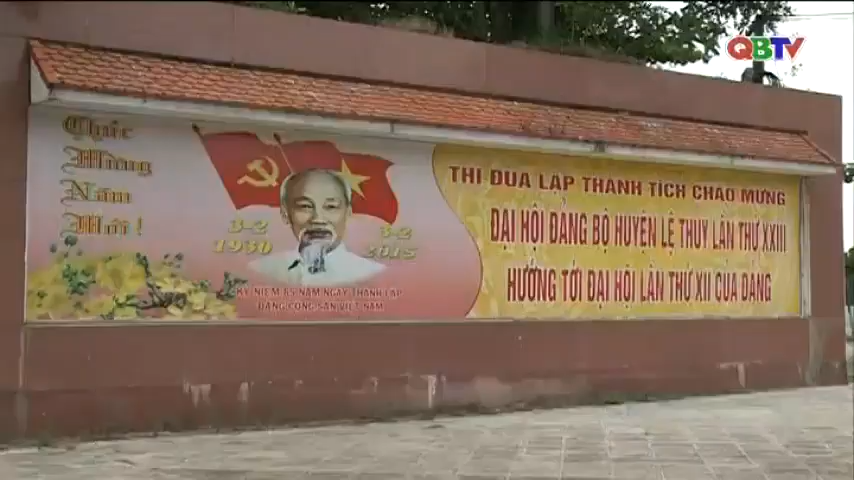 QBTV
Chúc
Mừng
Năm
Mới !
3-2
1930
3-2
2015
KỶ NIỆM 85 NĂM NGÀY THÀNH LẬP
ĐẢNG CỘNG SẢN VIỆT NAM
THI ĐUA LẬP THÀNH TÍCH CHÀO MỪNG
ĐẠI HỘI ĐẢNG BỘ HUYỆN LỆ THUỶ LẦN THỨ XXIII
HƯỚNG TỚI ĐẠI HỘI LẦN THỨ XII CỦA ĐẢNG